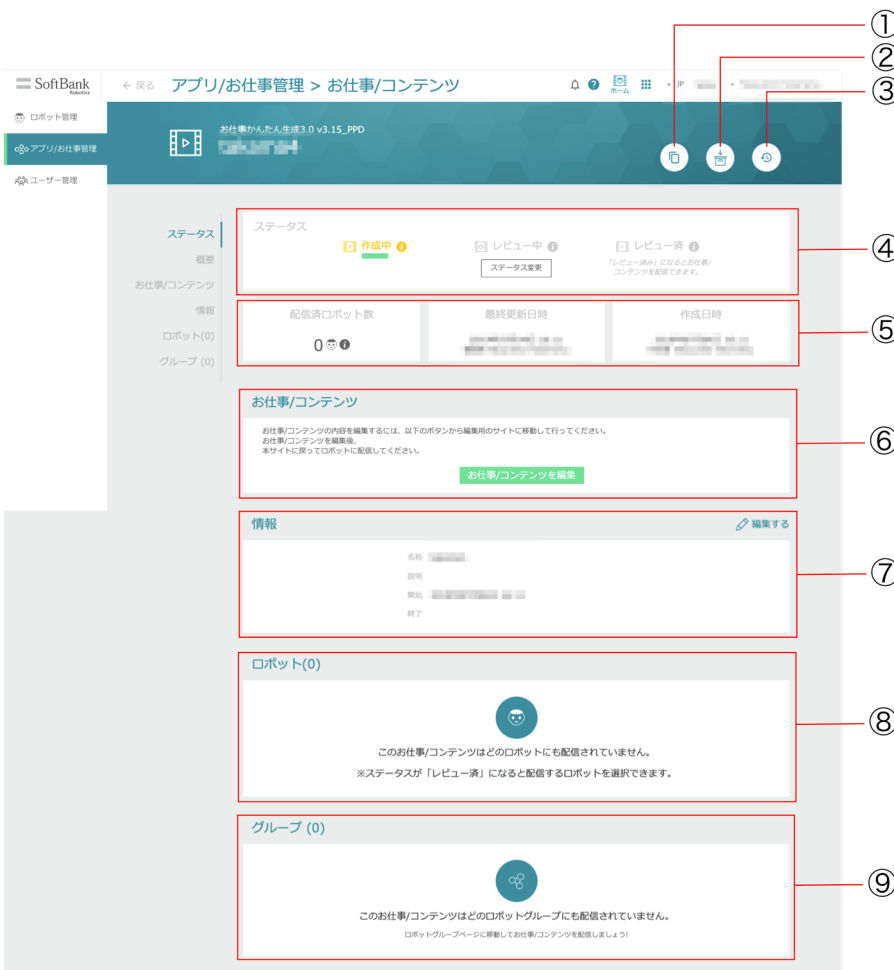 ①
②
③
SoftBank
Robotics
← 戻る
アプリ/お仕事管理 > お仕事/コンテンツ
ホーム
JP
ロボット管理
アプリ/お仕事管理
ユーザー管理
お仕事かんたん生成3.0 v3.15_PPD
ステータス
概要
お仕事/コンテンツ
情報
ロボット(0)
グループ (0)
ステータス
作成中
レビュー中
レビュー済
ステータス変更
「レビュー済み」になるとお仕事/
コンテンツを配信できます。
④
配信済ロボット数
最終更新日時
作成日時
0
⑤
お仕事/コンテンツ
お仕事/コンテンツの内容を編集するには、以下のボタンから編集用のサイトに移動して行ってください。
お仕事/コンテンツを編集後、
本サイトに戻ってロボットに配信してください。
お仕事/コンテンツを編集
⑥
情報
編集する
名称
説明
開始
終了
⑦
ロボット(0)
このお仕事/コンテンツはどのロボットにも配信されていません。
※ステータスが「レビュー済」になると配信するロボットを選択できます。
⑧
グループ (0)
このお仕事/コンテンツはどのロボットグループにも配信されていません。
ロボットグループページに移動してお仕事/コンテンツを配信しましょう!
⑨